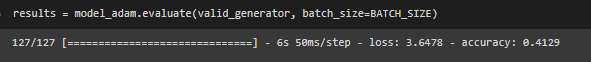 results = model_adam.evaluate(valid_generator, batch_size=BATCH_SIZE)
127/127 [==============================] - 6s 50ms/step - loss: 3.6478 - accuracy: 0.4129